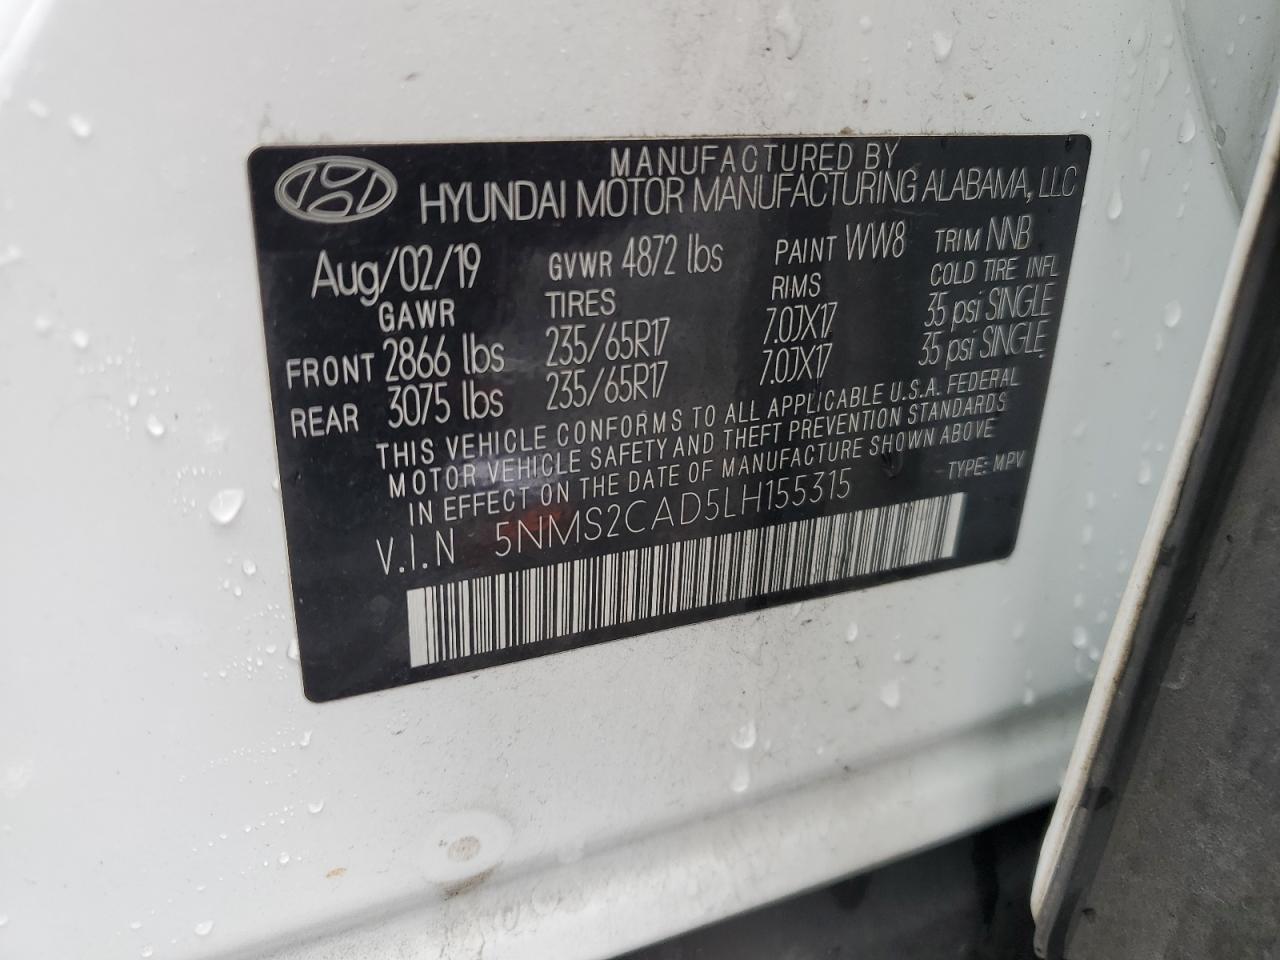 MANUFACTURED BY
HYUNDAI MOTOR MANUFACTURING ALABAMA, LLC
Aug/02/19 GVWR 4872 lbs PAINT WW8 TRIM NNB
GAWR TIRES RIMS COLD TIRE INFL
FRONT 2866 lbs 235/65R17 7.0JX17 35 psi SINGLE
REAR 3075 lbs 235/65R17 7.0JX17 35 psi SINGLE
THIS VEHICLE CONFORMS TO ALL APPLICABLE U.S.A. FEDERAL
MOTOR VEHICLE SAFETY AND THEFT PREVENTION STANDARDS
IN EFFECT ON THE DATE OF MANUFACTURE SHOWN ABOVE
V.I.N 5NMS2CAD5LH155315 TYPE: MPV